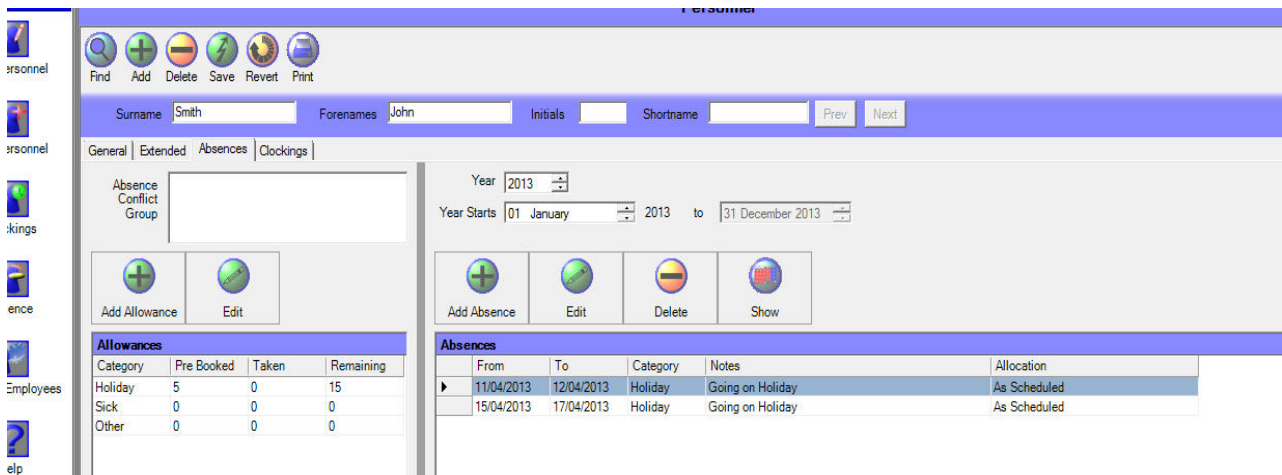 Personnel
ersonnel
Find Add Delete Save Revert Print
Surname Smith Forenames John Initials Shortname Prev Next
ersonnel
General Extended Absences Clockings
Absence Conflict Group
Year 2013
Year Starts 01 January 2013 to 31 December 2013
ckings
Add Allowance Edit
Add Absence Edit Delete Show
ence
Allowances
Category Pre Booked Taken Remaining
Holiday 5 0 15
Sick 0 0 0
Other 0 0 0
Absences
From To Category Notes Allocation
11/04/2013 12/04/2013 Holiday Going on Holiday As Scheduled
15/04/2013 17/04/2013 Holiday Going on Holiday As Scheduled
Employees
elp